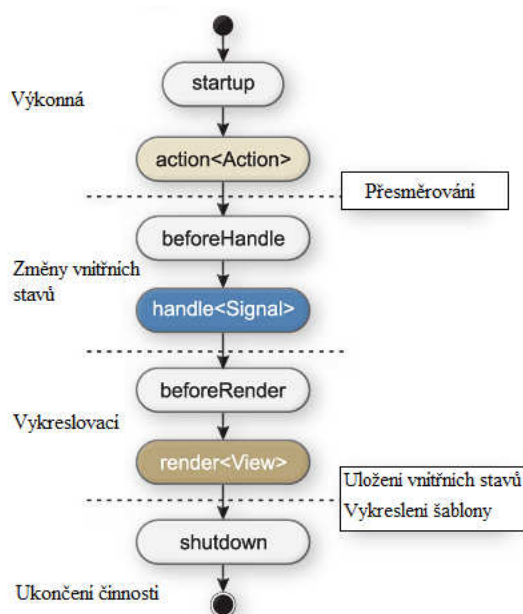 startup
Výkonná
action<Action>
Přesměrování
beforeHandle
Změny vnitřních
stavů
handle<Signal>
beforeRender
Vykreslovací
render<View>
Uložení vnitřních stavů
Vykreslení šablony
shutdown
Ukončení činnosti